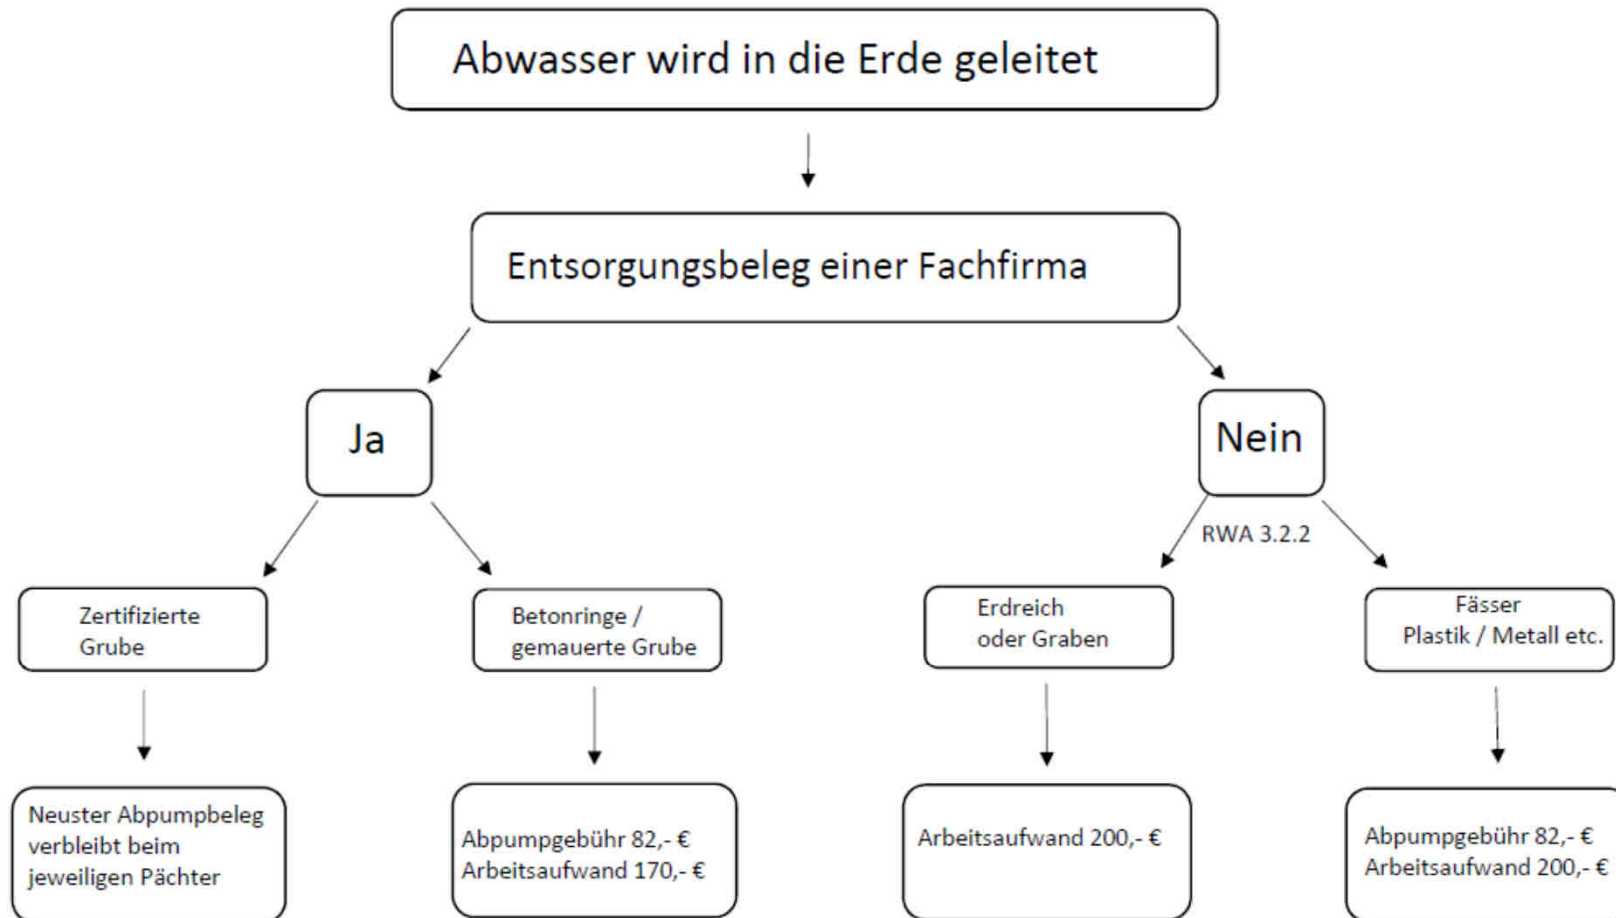 Abwasser wird in die Erde geleitet
Entsorgungsbeleg einer Fachfirma
Ja
Nein
RWA 3.2.2
Zertifizierte
Grube
Betonringe /
gemauerte Grube
Erdreich
oder Graben
Fässer
Plastik / Metall etc.
Neuster Abpumpbeleg
verbleibt beim
jeweiligen Pächter
Abpumpgebühr 82,- €
Arbeitsaufwand 170,- €
Arbeitsaufwand 200,- €
Abpumpgebühr 82,- €
Arbeitsaufwand 200,- €